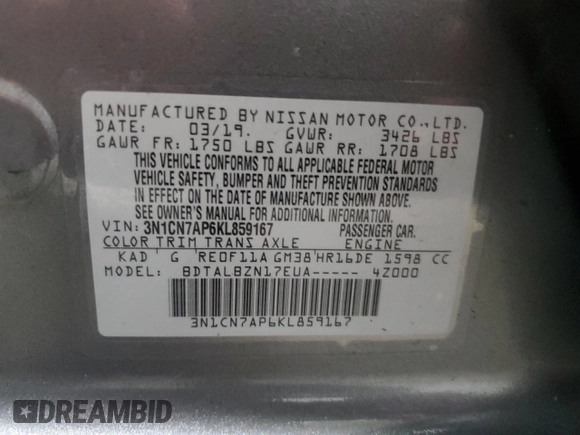 MANUFACTURED BY NISSAN MOTOR CO.,LTD.
DATE: 03/19. GVWR: 3426 LBS
GAWR FR: 1750 LBS GAWR RR: 1708 LBS
THIS VEHICLE CONFORMS TO ALL APPLICABLE FEDERAL MOTOR
VEHICLE SAFETY, BUMPER AND THEFT PREVENTION STANDARDS
IN EFFECT ON THE DATE OF MANUFACTURE SHOWN ABOVE.
SEE OWNER'S MANUAL FOR ADDITIONAL INFORMATION.
VIN: 3N1CN7AP6KL859167 PASSENGER CAR.
COLOR TRIM TRANS AXLE ENGINE
KAD G RE0F11A GM38 HR16DE 1598 CC
MODEL: BDTALBZN17EUA----- 4Z000
3N1CN7AP6KL859167
DREAMBID